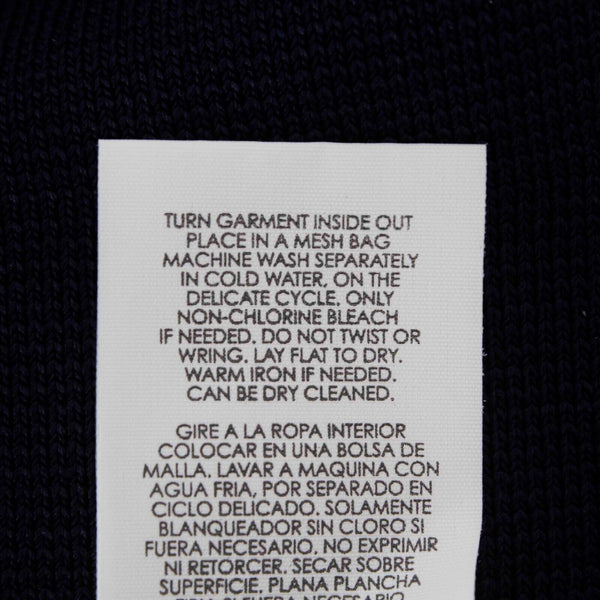 TURN GARMENT INSIDE OUT
PLACE IN A MESH BAG
MACHINE WASH SEPARATELY
IN COLD WATER, ON THE
DELICATE CYCLE. ONLY
NON-CHLORINE BLEACH
IF NEEDED. DO NOT TWIST OR
WRING. LAY FLAT TO DRY.
WARM IRON IF NEEDED.
CAN BE DRY CLEANED.
GIRE A LA ROPA INTERIOR
COLOCAR EN UNA BOLSA DE
MALLA, LAVAR A MAQUINA CON
AGUA FRIA, POR SEPARADO EN
CICLO DELICADO. SOLAMENTE
BLANQUEADOR SIN CLORO SI
FUERA NECESARIO. NO EXPRIMIR
NI RETORCER. SECAR SOBRE
SUPERFICIE. PLANA PLANCHA